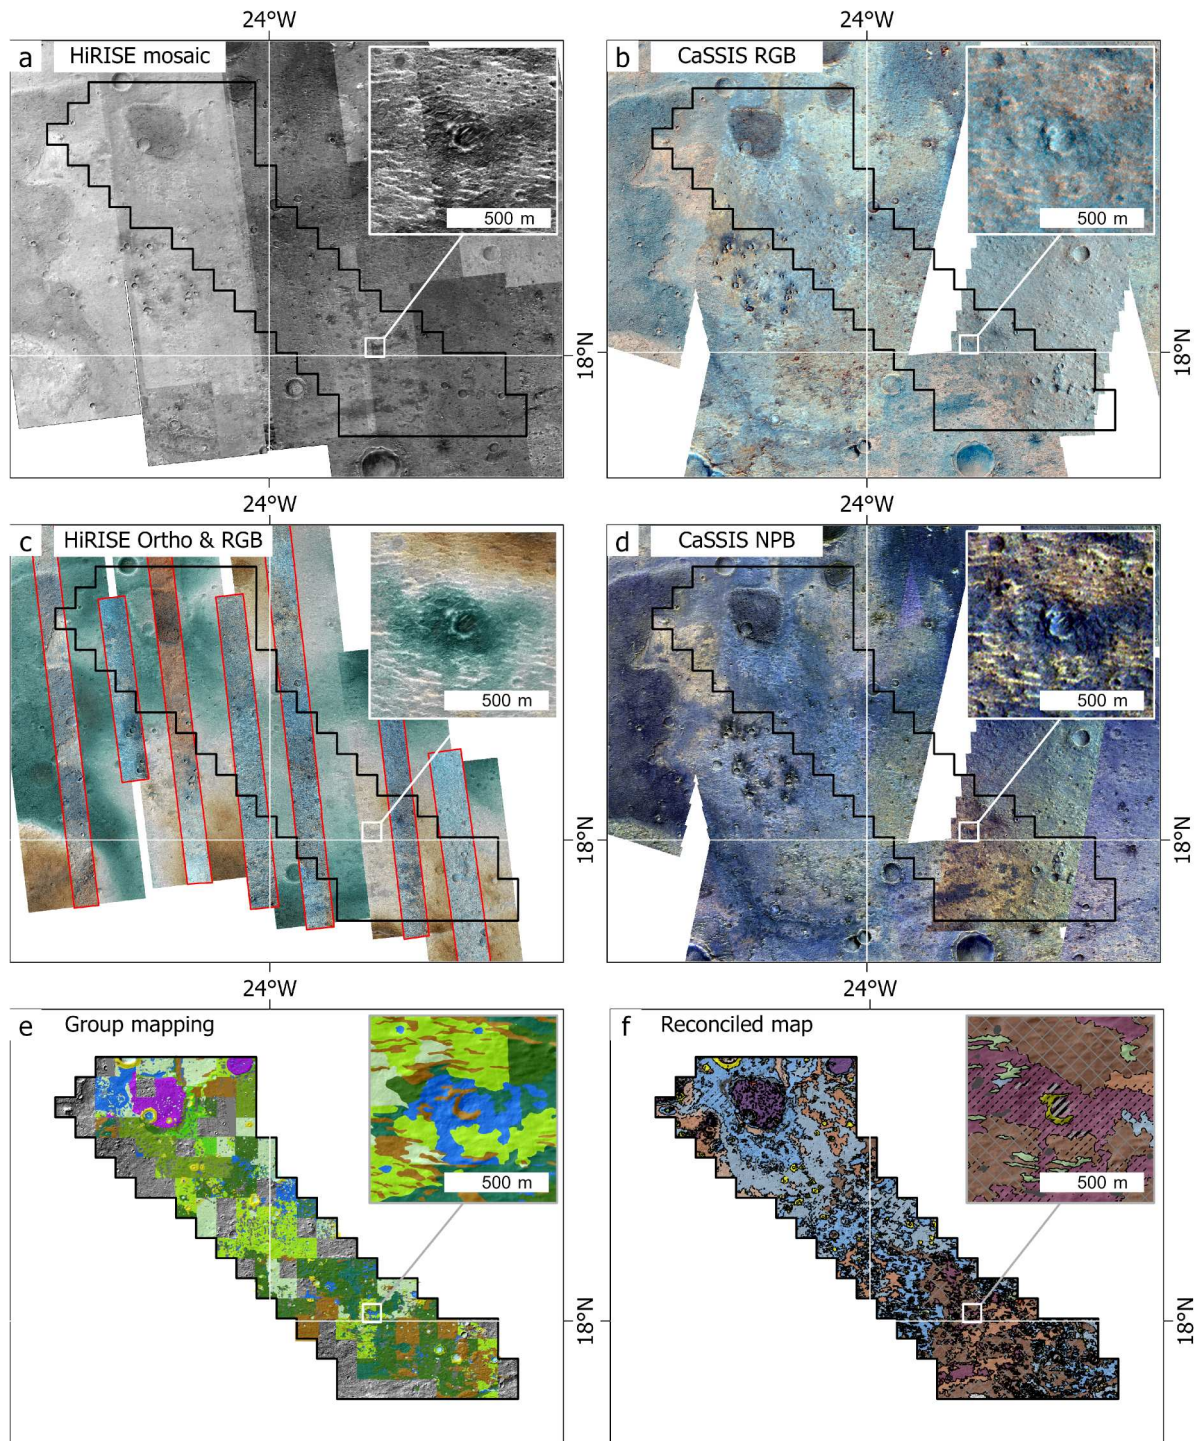 24°W
24°W
a HiRISE mosaic
500 m
18°N
b CaSSIS RGB
500 m
18°N
24°W
24°W
c HiRISE Ortho & RGB
500 m
18°N
d CaSSIS NPB
500 m
18°N
24°W
24°W
e Group mapping
500 m
18°N
f Reconciled map
500 m
18°N